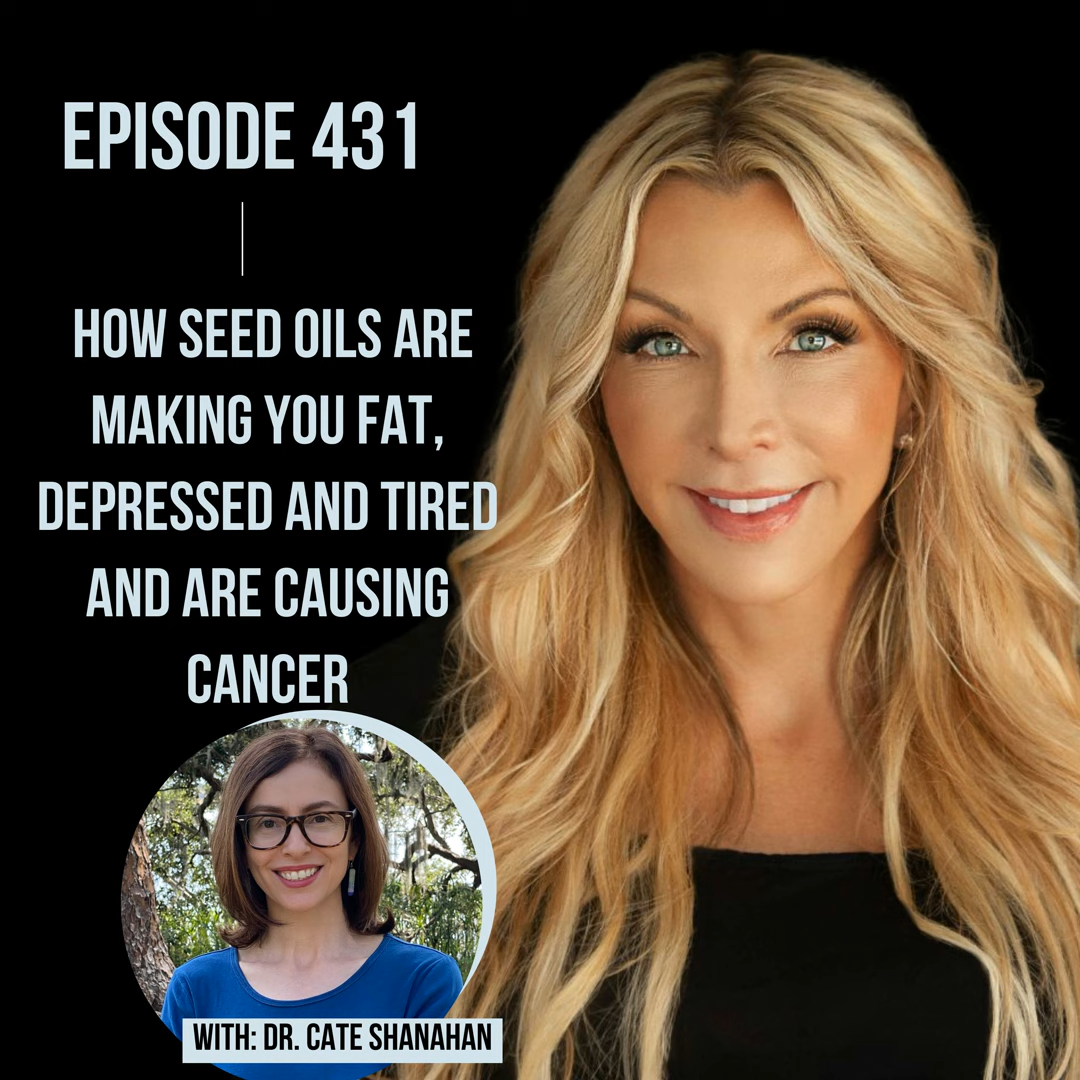 EPISODE 431
HOW SEED OILS ARE
MAKING YOU FAT,
DEPRESSED AND TIRED
AND ARE CAUSING
CANCER
WITH: DR. CATE SHANAHAN